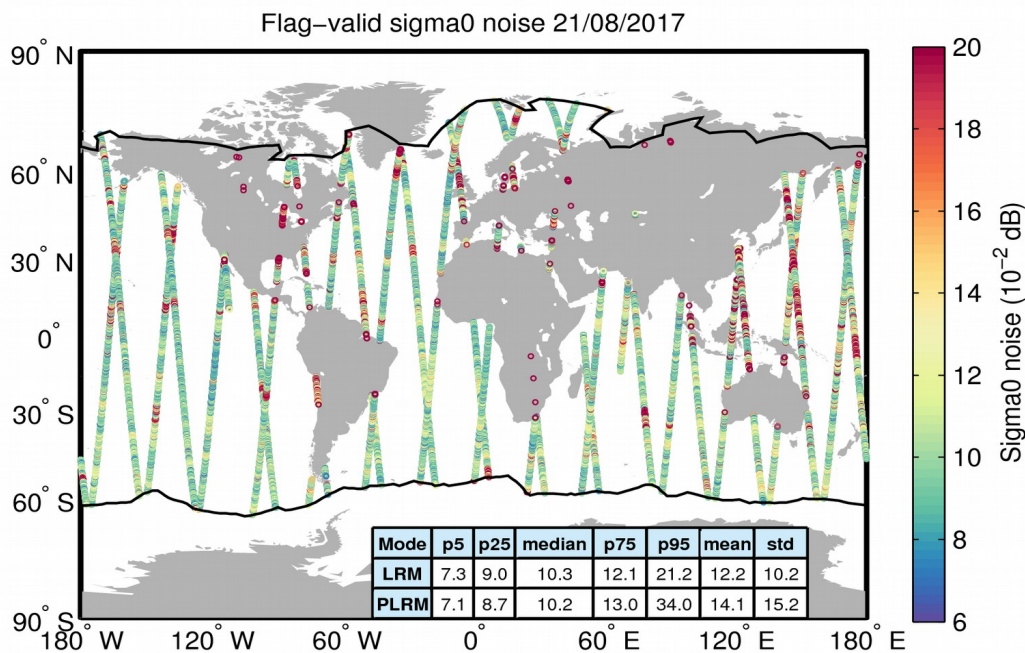 Flag−valid sigma0 noise 21/08/2017
90° N
60° N
30° N
0°
30° S
60° S
90° S
180° W
120° W
60° W
0°
60° E
120° E
180° E
Mode p5 p25 median p75 p95 mean std
LRM 7.3 9.0 10.3 12.1 21.2 12.2 10.2
PLRM 7.1 8.7 10.2 13.0 34.0 14.1 15.2
20
18
16
14
12
10
8
6
Sigma0 noise (10⁻² dB)